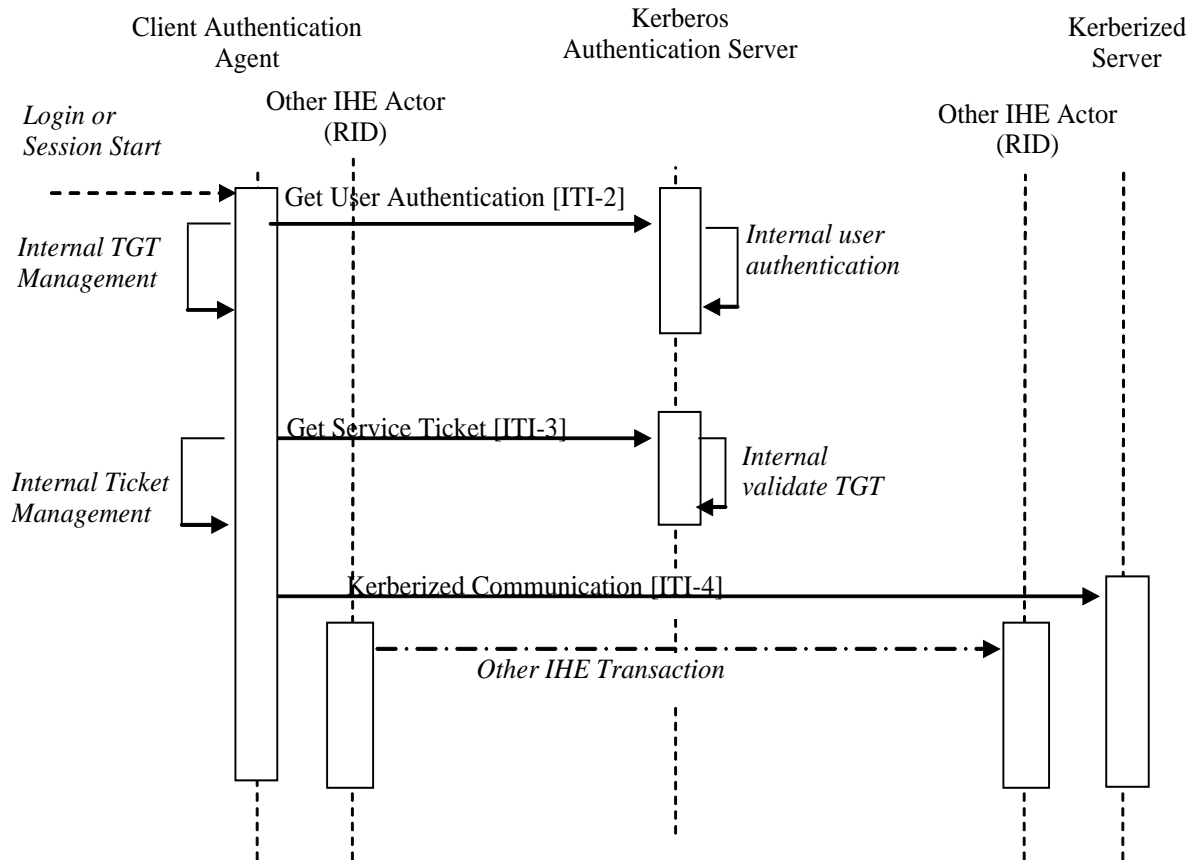 Client Authentication
Agent
Kerberos
Authentication Server
Kerberized
Server
Other IHE Actor
(RID)
Other IHE Actor
(RID)
Login or
Session Start
Get User Authentication [ITI-2]
Internal TGT
Management
Internal user
authentication
Get Service Ticket [ITI-3]
Internal Ticket
Management
Internal
validate TGT
Kerberized Communication [ITI-4]
Other IHE Transaction